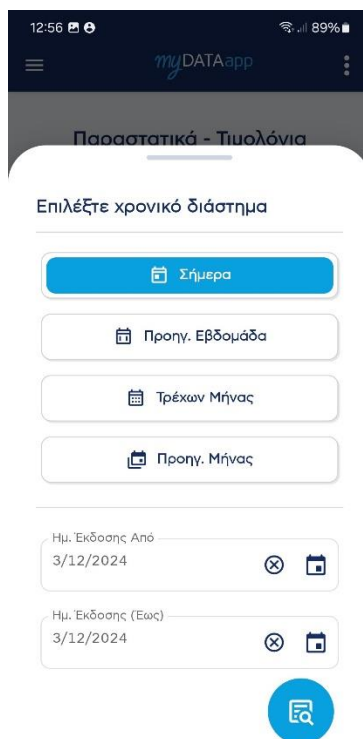 12:56 89%
myDATAapp
Παραστατικά - Τιμολόγια
Επιλέξτε χρονικό διάστημα
Σήμερα
Προηγ. Εβδομάδα
Τρέχων Μήνας
Προηγ. Μήνας
Ημ. Έκδοσης Από
3/12/2024
Ημ. Έκδοσης (Έως)
3/12/2024